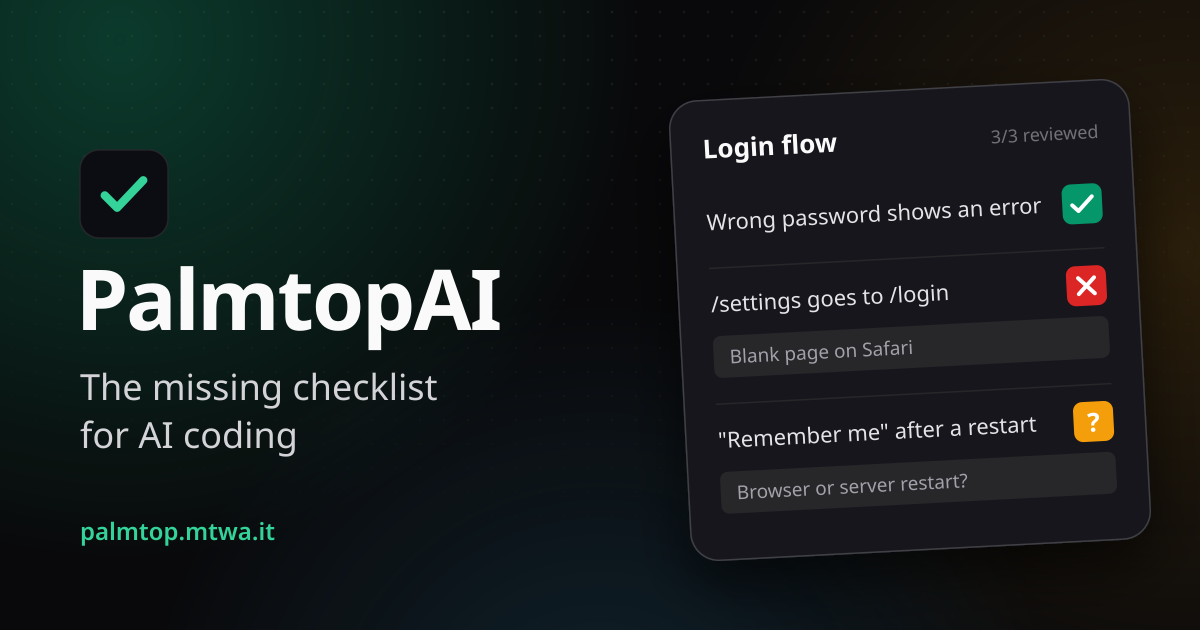 PalmtopAI
The missing checklist
for AI coding
palmtop.mtwa.it
Login flow
3/3 reviewed
Wrong password shows an error
/settings goes to /login
Blank page on Safari
"Remember me" after a restart
?
Browser or server restart?